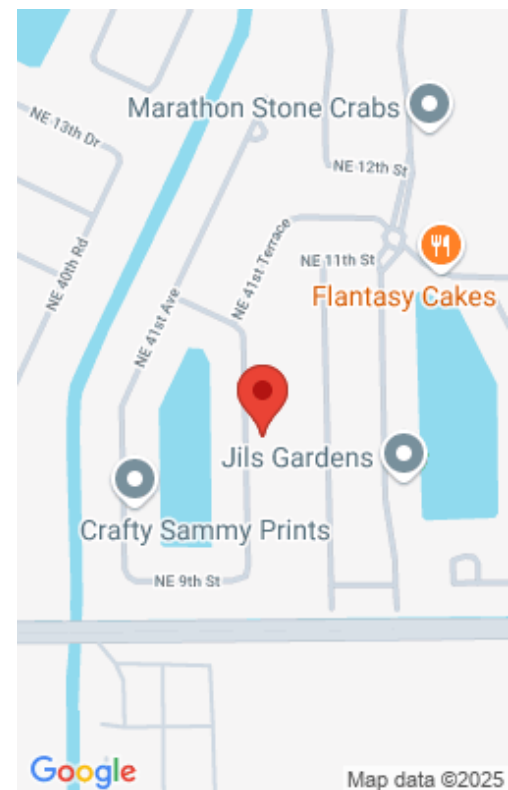 Marathon Stone Crabs
NE 13th Dr
NE 12th St
NE 41st Terrace
NE 11th St
NE 40th Rd
Flantasy Cakes
NE 41st Ave
Jils Gardens
Crafty Sammy Prints
NE 9th St
Google
Map data ©2025